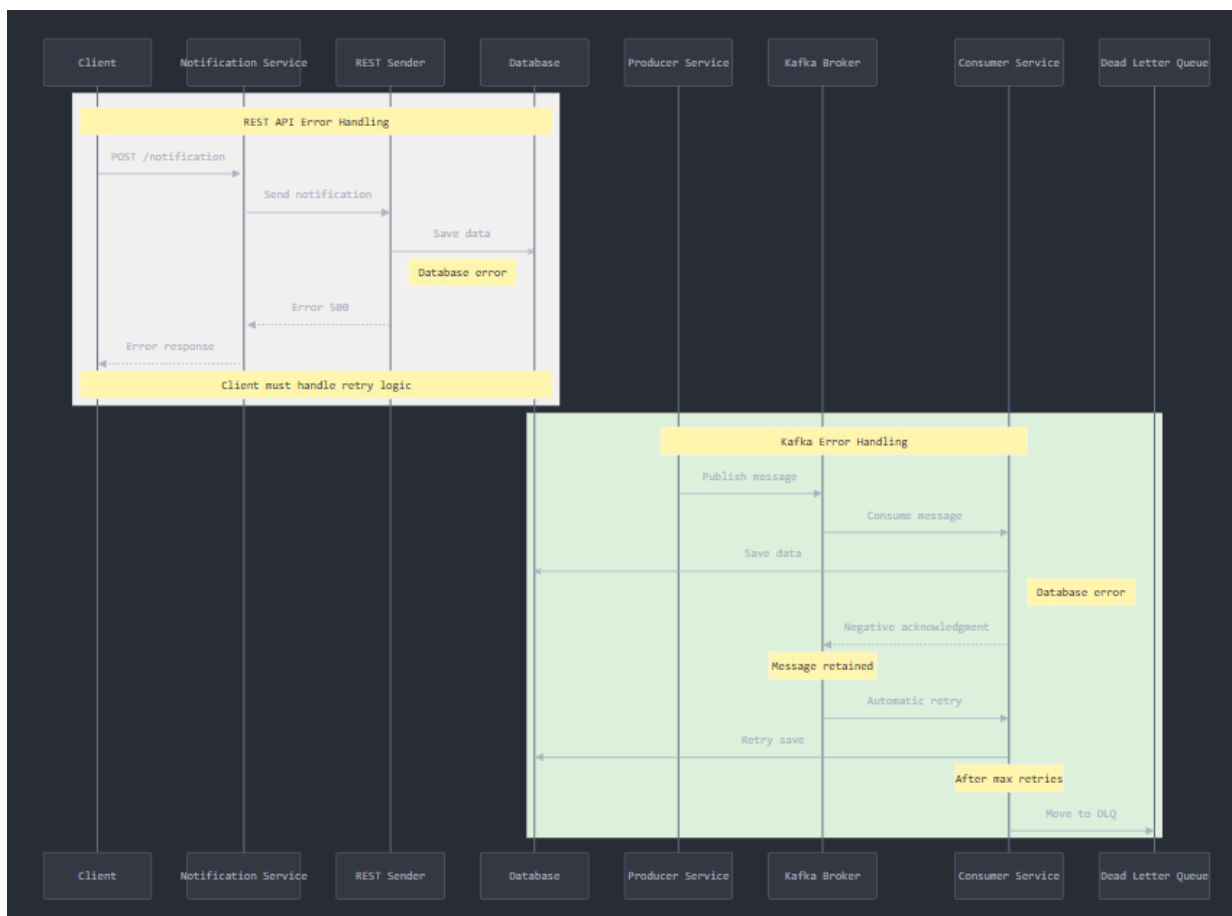 Client
Notification Service
REST Sender
Database
Producer Service
Kafka Broker
Consumer Service
Dead Letter Queue
REST API Error Handling
POST /notification
Send notification
Save data
Database error
Error 500
Error response
Client must handle retry logic
Kafka Error Handling
Publish message
Consume message
Save data
Database error
Negative acknowledgment
Message retained
Automatic retry
Retry save
After max retries
Move to DLQ
Client
Notification Service
REST Sender
Database
Producer Service
Kafka Broker
Consumer Service
Dead Letter Queue